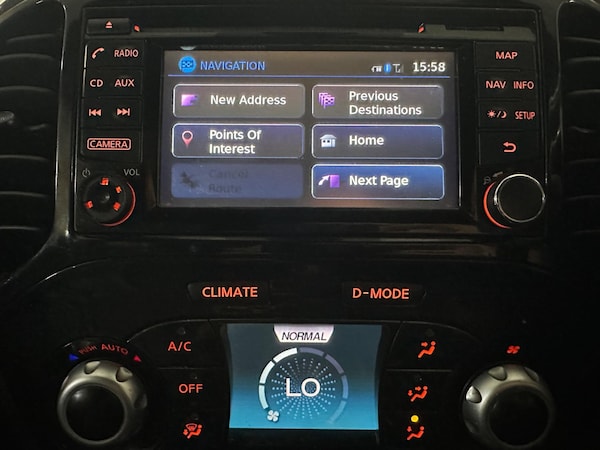 RADIO
CD AUX
CAMERA
VOL
NAVIGATION
15:58
New Address
Previous
Destinations
Points Of
Interest
Home
Cancel
Route
Next Page
MAP
NAV INFO
SETUP
CLIMATE
D-MODE
PUSH AUTO
A/C
OFF
NORMAL
LO